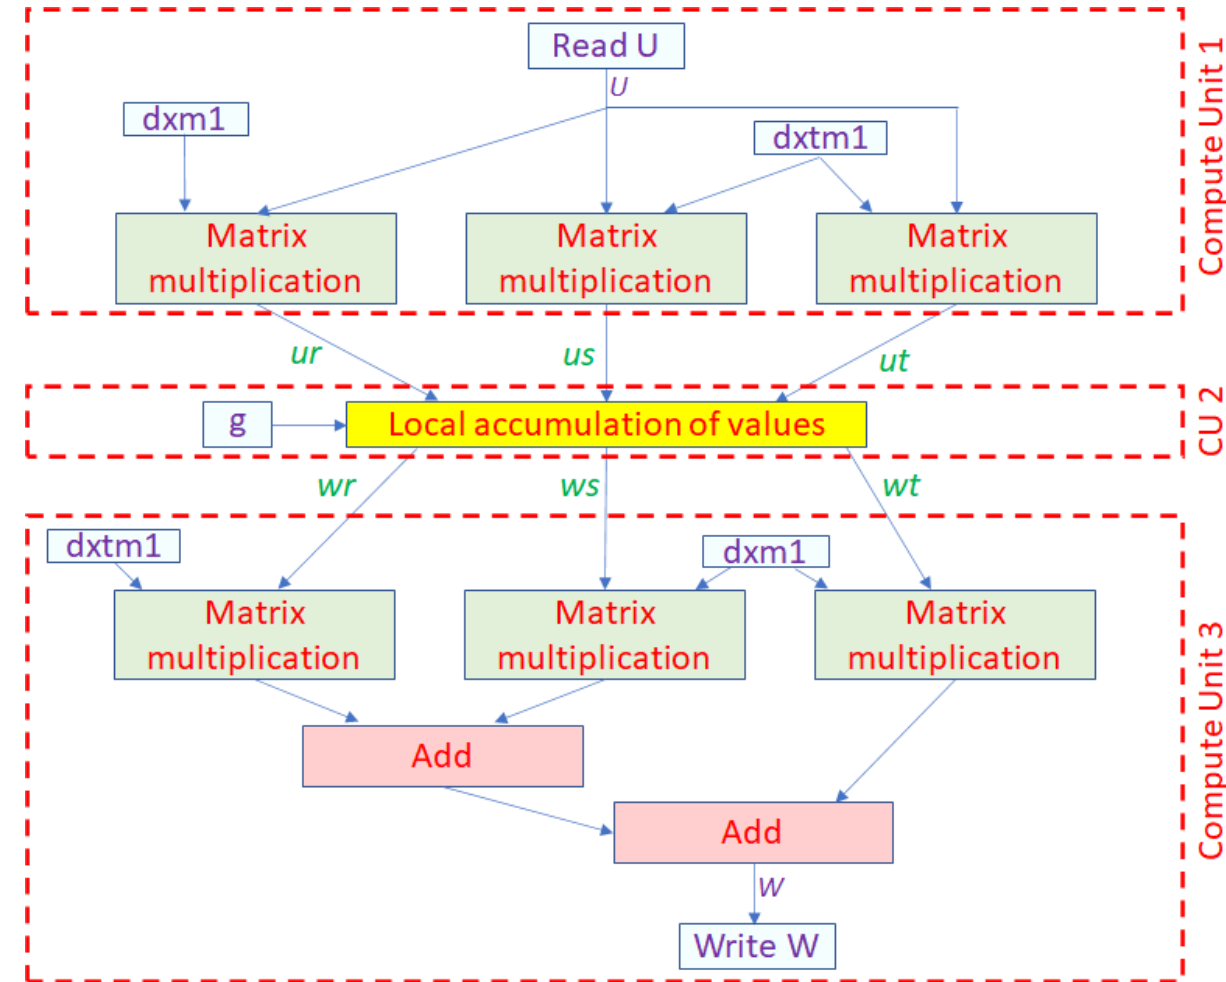 Read U
U
dxm1
dxtm1
Matrix
multiplication
Matrix
multiplication
Matrix
multiplication
Compute Unit 1
ur
us
ut
g
Local accumulation of values
CU 2
wr
ws
wt
dxtm1
dxm1
Matrix
multiplication
Matrix
multiplication
Matrix
multiplication
Add
Add
W
Write W
Compute Unit 3